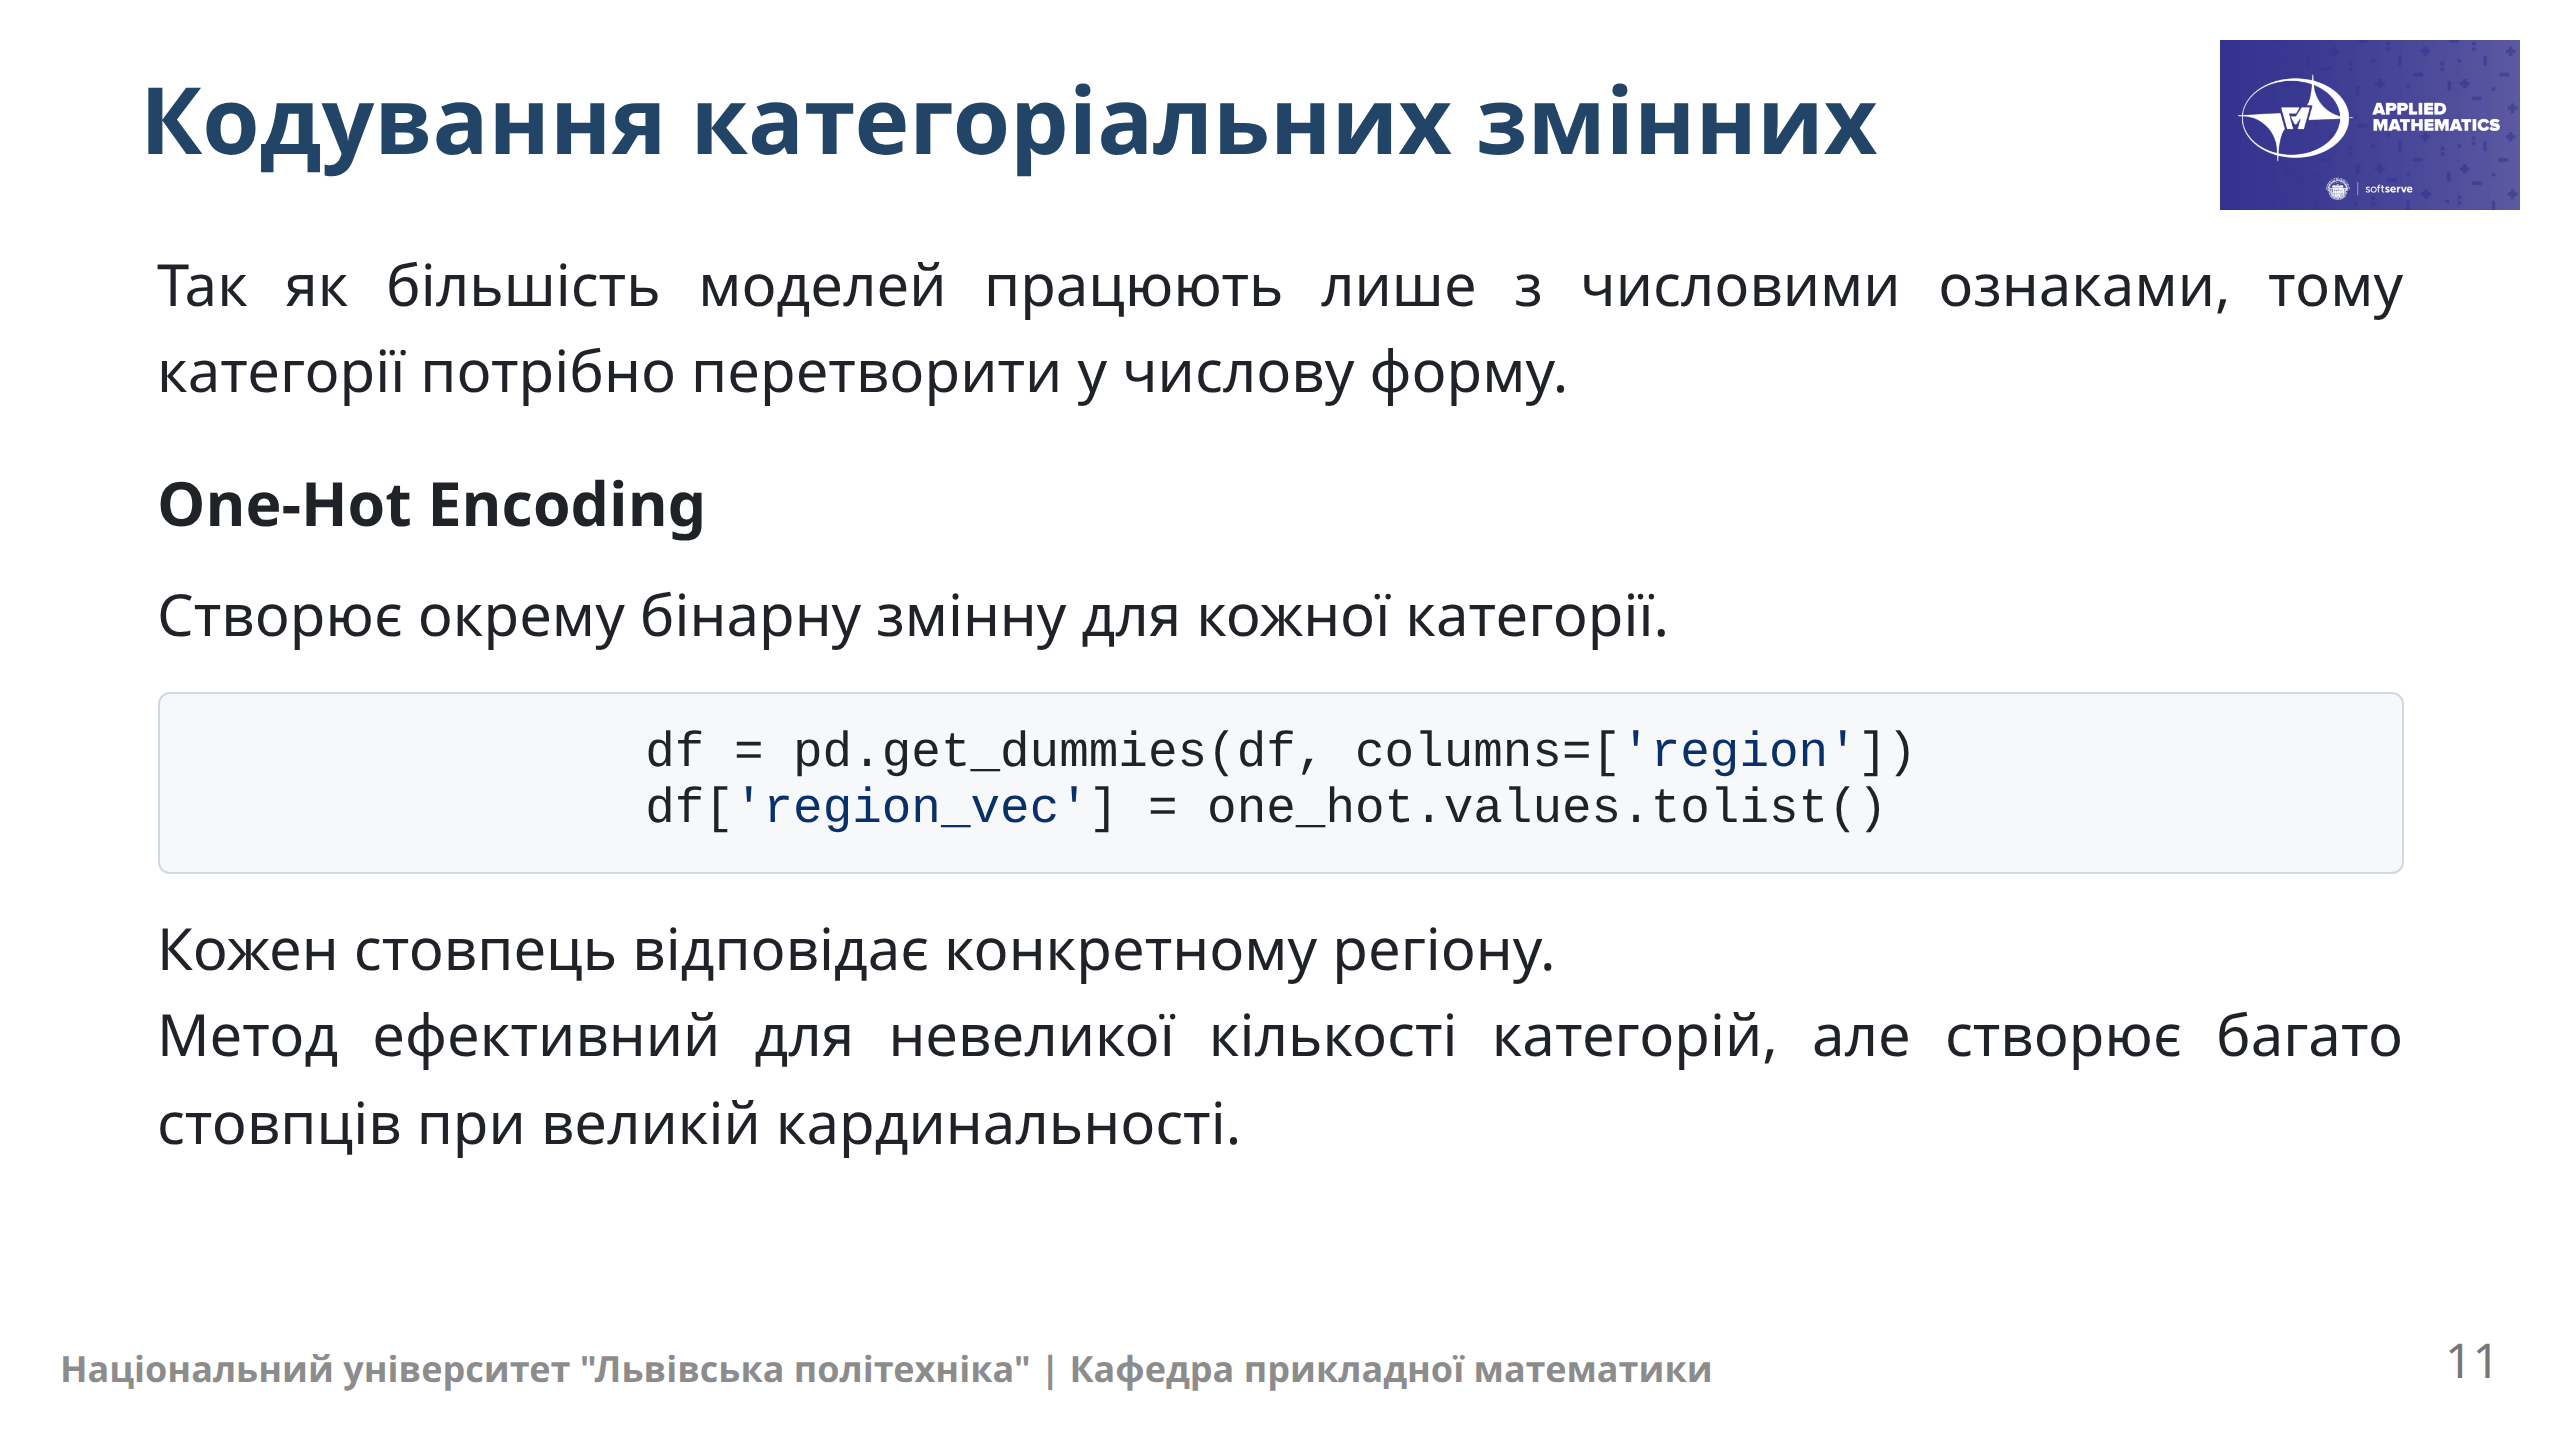 Кодування категоріальних змінних
APPLIED
MATHEMATICS
softserve
Так як більшість моделей працюють лише з числовими ознаками, тому
категорії потрібно перетворити у числову форму.
One-Hot Encoding
Створює окрему бінарну змінну для кожної категорії.
df = pd.get_dummies(df, columns=['region'])
df['region_vec'] = one_hot.values.tolist()
Кожен стовпець відповідає конкретному регіону.
Метод ефективний для невеликої кількості категорій, але створює багато
стовпців при великій кардинальності.
Національний університет "Львівська політехніка" | Кафедра прикладної математики
11